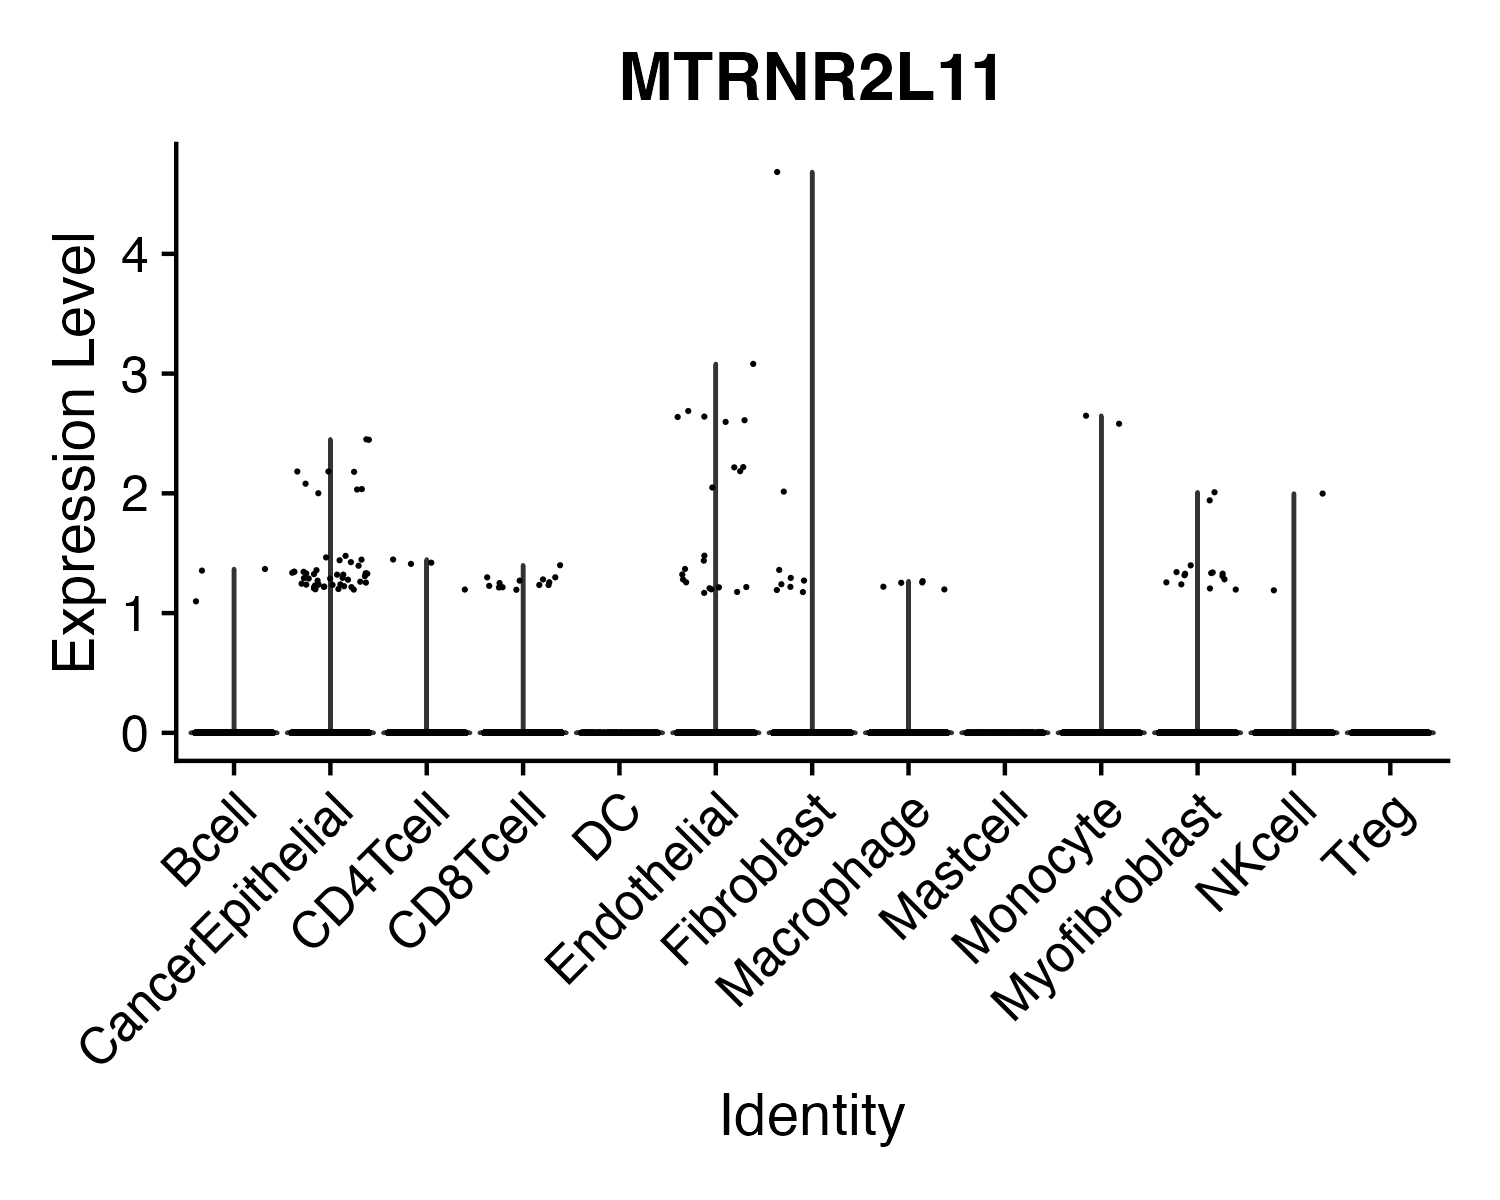 MTRNR2L11
Expression Level
4
3
2
1
0
Bcell
CancerEpithelial
CD4Tcell
CD8Tcell
DC
Endothelial
Fibroblast
Macrophage
Mastcell
Monocyte
Myofibroblast
NKcell
Treg
Identity